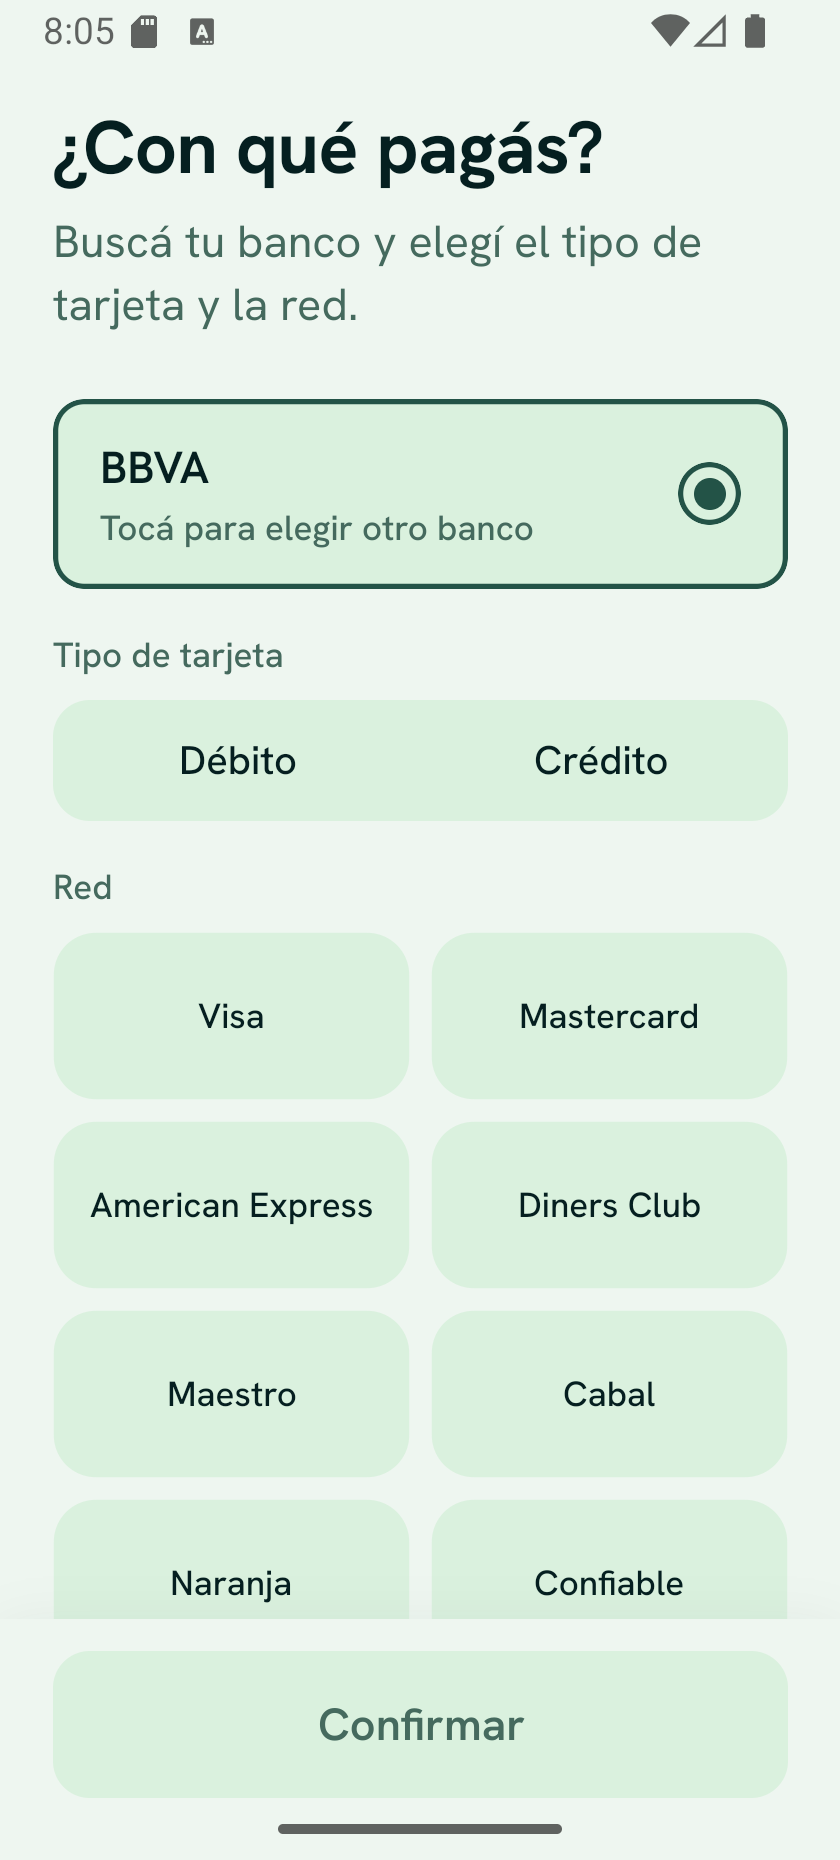 8:05
¿Con qué pagás?
Buscá tu banco y elegí el tipo de
tarjeta y la red.
BBVA
Tocá para elegir otro banco
Tipo de tarjeta
Débito Crédito
Red
Visa Mastercard
American Express Diners Club
Maestro Cabal
Naranja Confiable
Confirmar